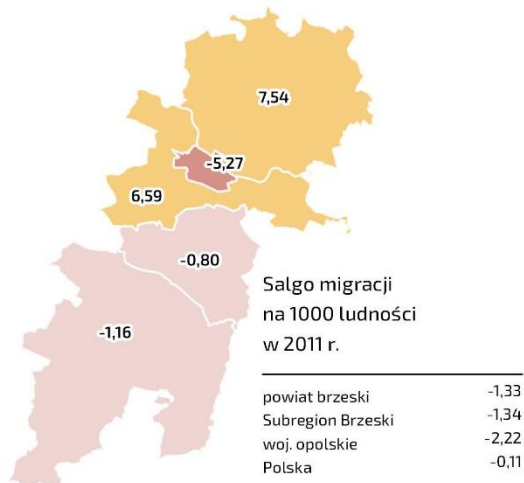 7,54
-5,27
6,59
-0,80
-1,16
Salgo migracji
na 1000 ludności
w 2011 r.
powiat brzeski -1,33
Subregion Brzeski -1,34
woj. opolskie -2,22
Polska -0,11